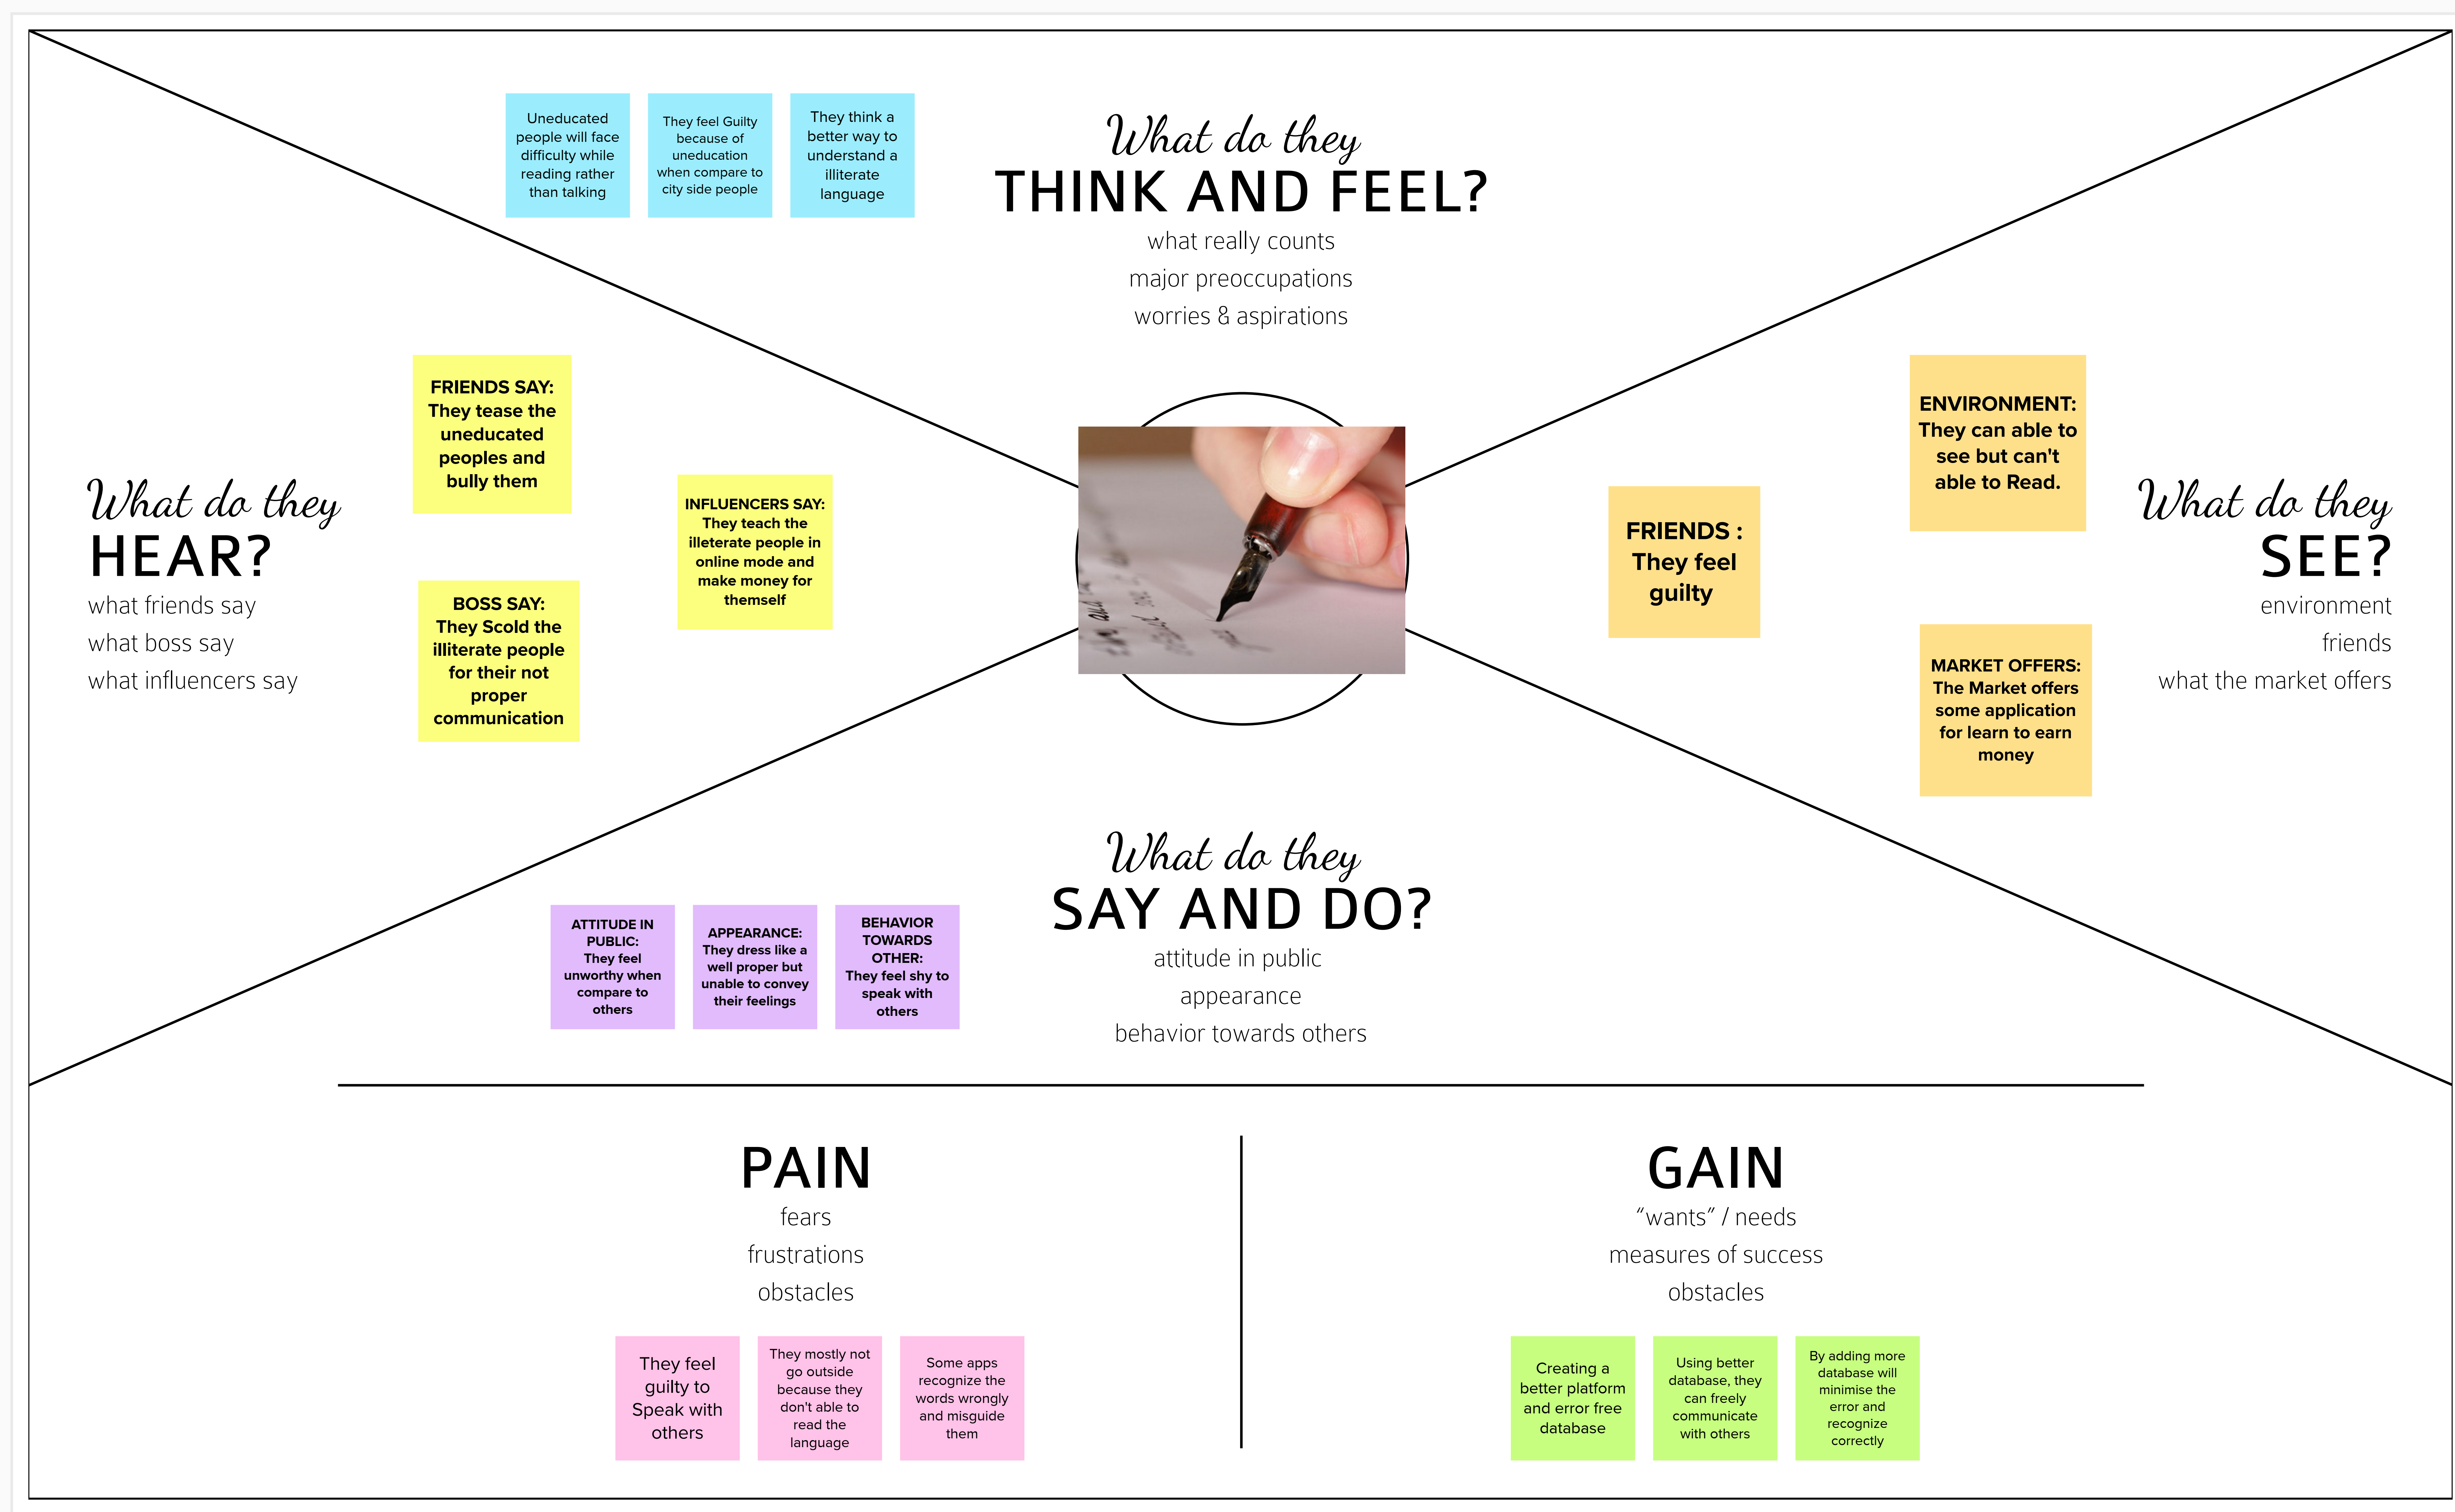 Uneducated
people will face
difficulty while
reading rather
than talking
They feel Guilty
because of
uneducation
when compare to
city side people
They think a
better way to
understand a
illiterate
language
What do they
THINK AND FEEL?
what really counts
major preoccupations
worries & aspirations
What do they
HEAR?
what friends say
what boss say
what influencers say
FRIENDS SAY:
They tease the
uneducated
peoples and
bully them
BOSS SAY:
They Scold the
illiterate people
for their not
proper
communication
INFLUENCERS SAY:
They teach the
illeterate people in
online mode and
make money for
themself
FRIENDS :
They feel
guilty
ENVIRONMENT:
They can able to
see but can't
able to Read.
MARKET OFFERS:
The Market offers
some application
for learn to earn
money
What do they
SEE?
environment
friends
what the market offers
What do they
SAY AND DO?
attitude in public
appearance
behavior towards others
ATTITUDE IN
PUBLIC:
They feel
unworthy when
compare to
others
APPEARANCE:
They dress like a
well proper but
unable to convey
their feelings
BEHAVIOR
TOWARDS
OTHER:
They feel shy to
speak with
others
PAIN
fears
frustrations
obstacles
They feel
guilty to
Speak with
others
They mostly not
go outside
because they
don't able to
read the
language
Some apps
recognize the
words wrongly
and misguide
them
GAIN
“wants” / needs
measures of success
obstacles
Creating a
better platform
and error free
database
Using better
database, they
can freely
communicate
with others
By adding more
database will
minimise the
error and
recognize
correctly